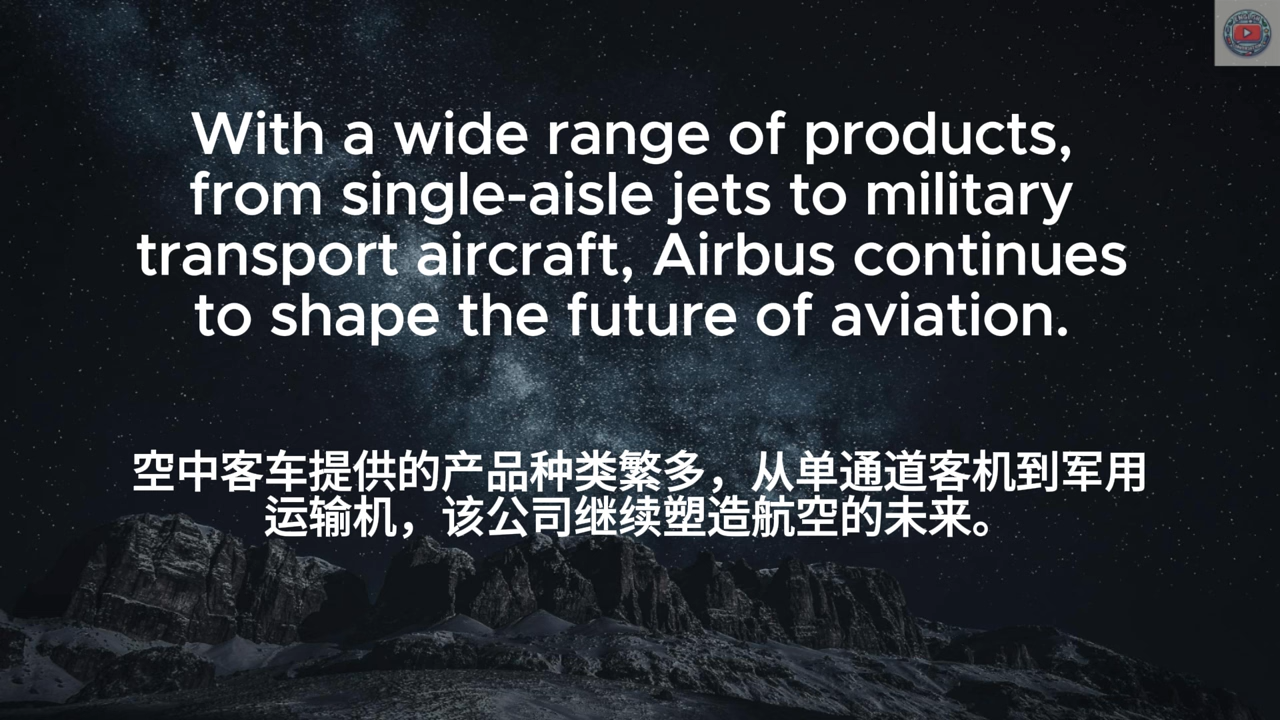 With a wide range of products,
from single-aisle jets to military
transport aircraft, Airbus continues
to shape the future of aviation.
空中客车提供的产品种类繁多，从单通道客机到军用
运输机，该公司继续塑造航空的未来。